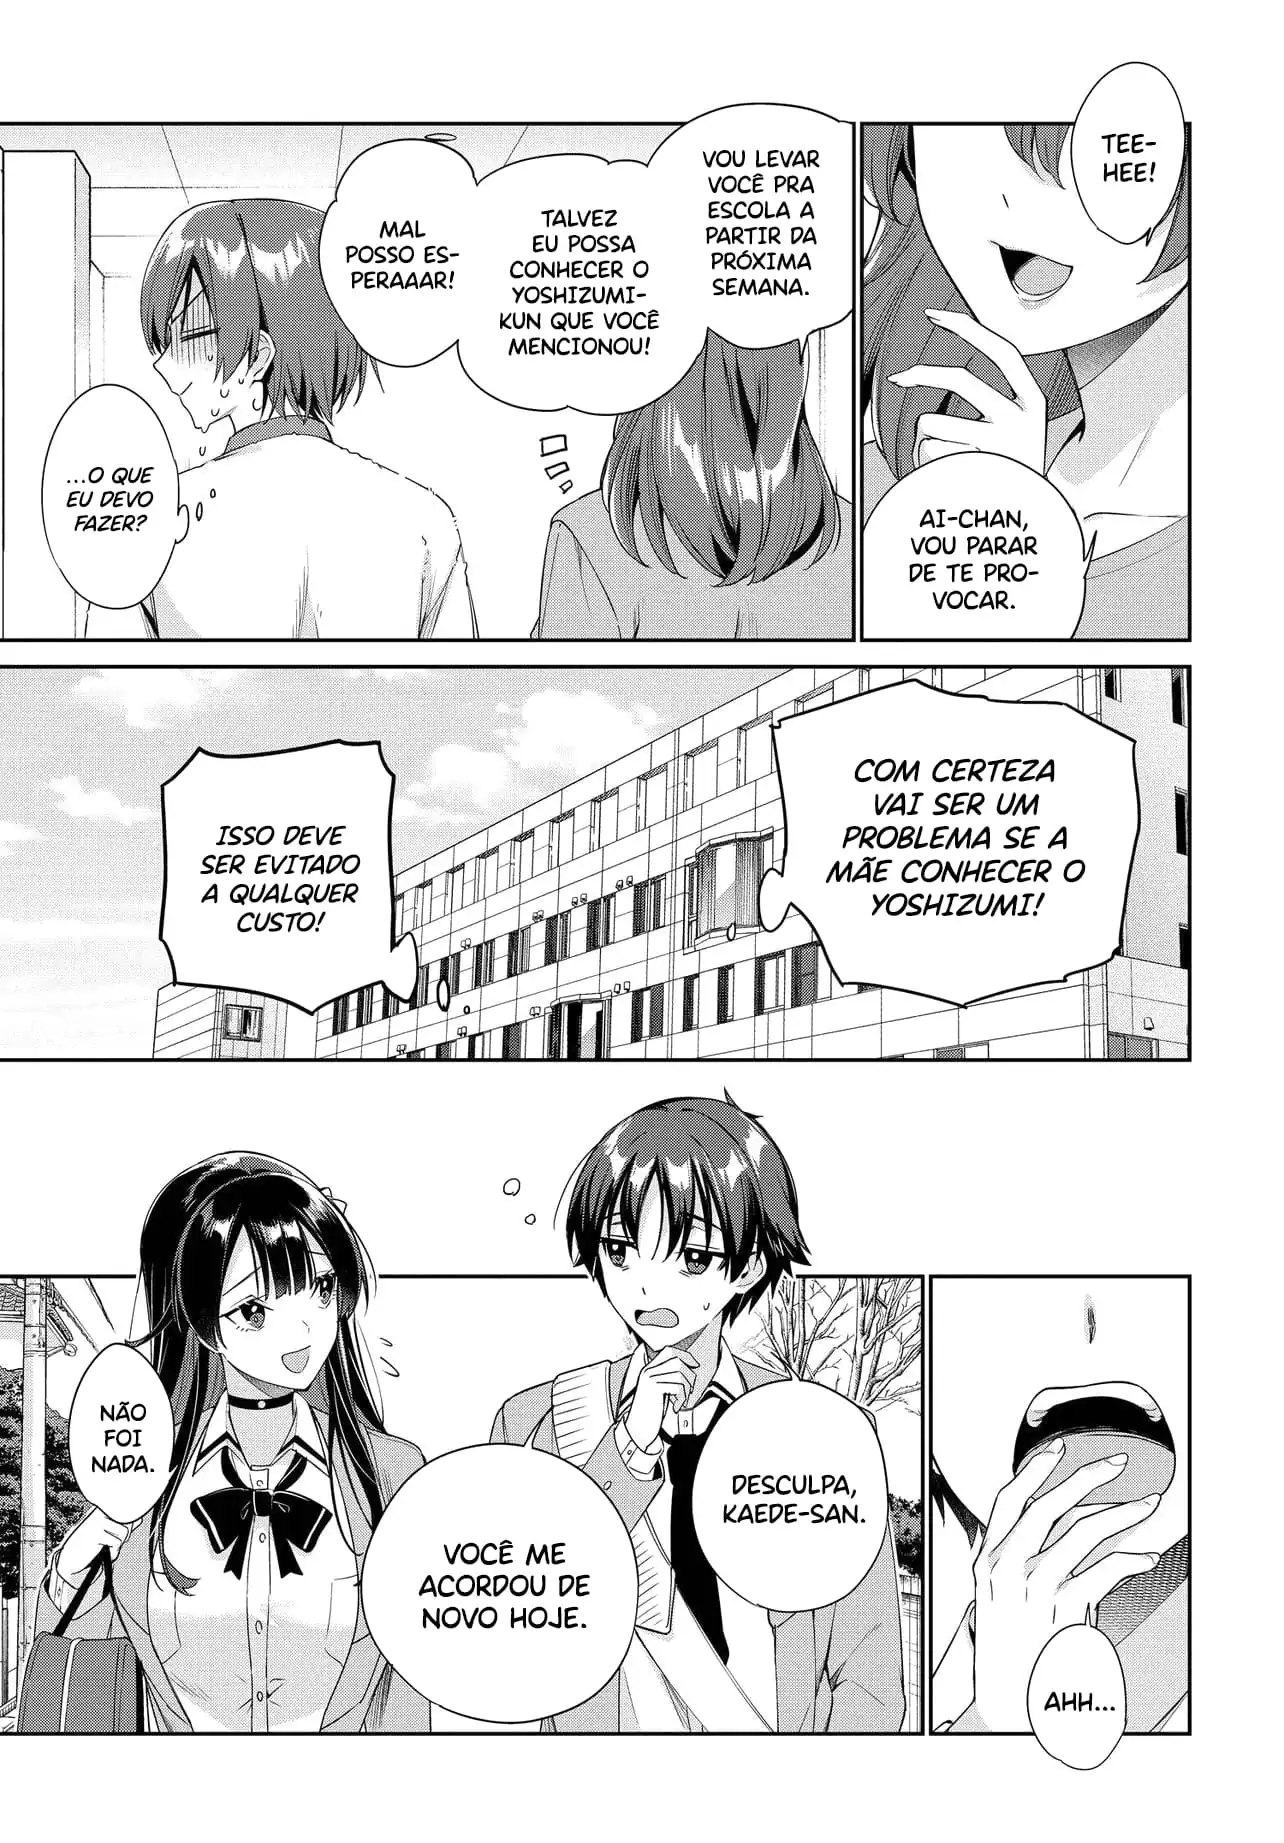 TEE-
HEE!
AI-CHAN,
VOU PARAR
DE TE PRO-
VOCAR.
VOU LEVAR
VOCÊ PRA
ESCOLA A
PARTIR DA
PRÓXIMA
SEMANA.
TALVEZ
EU POSSA
CONHECER O
YOSHIZUMI-
KUN QUE VOCÊ
MENCIONOU!
MAL
POSSO ES-
PERAAAR!
...O QUE
EU DEVO
FAZER?
COM CERTEZA
VAI SER UM
PROBLEMA SE A
MÃE CONHECER O
YOSHIZUMI!
ISSO DEVE
SER EVITADO
A QUALQUER
CUSTO!
AHH...
DESCULPA,
KAEDE-SAN.
VOCÊ ME
ACORDOU DE
NOVO HOJE.
NÃO
FOI
NADA.